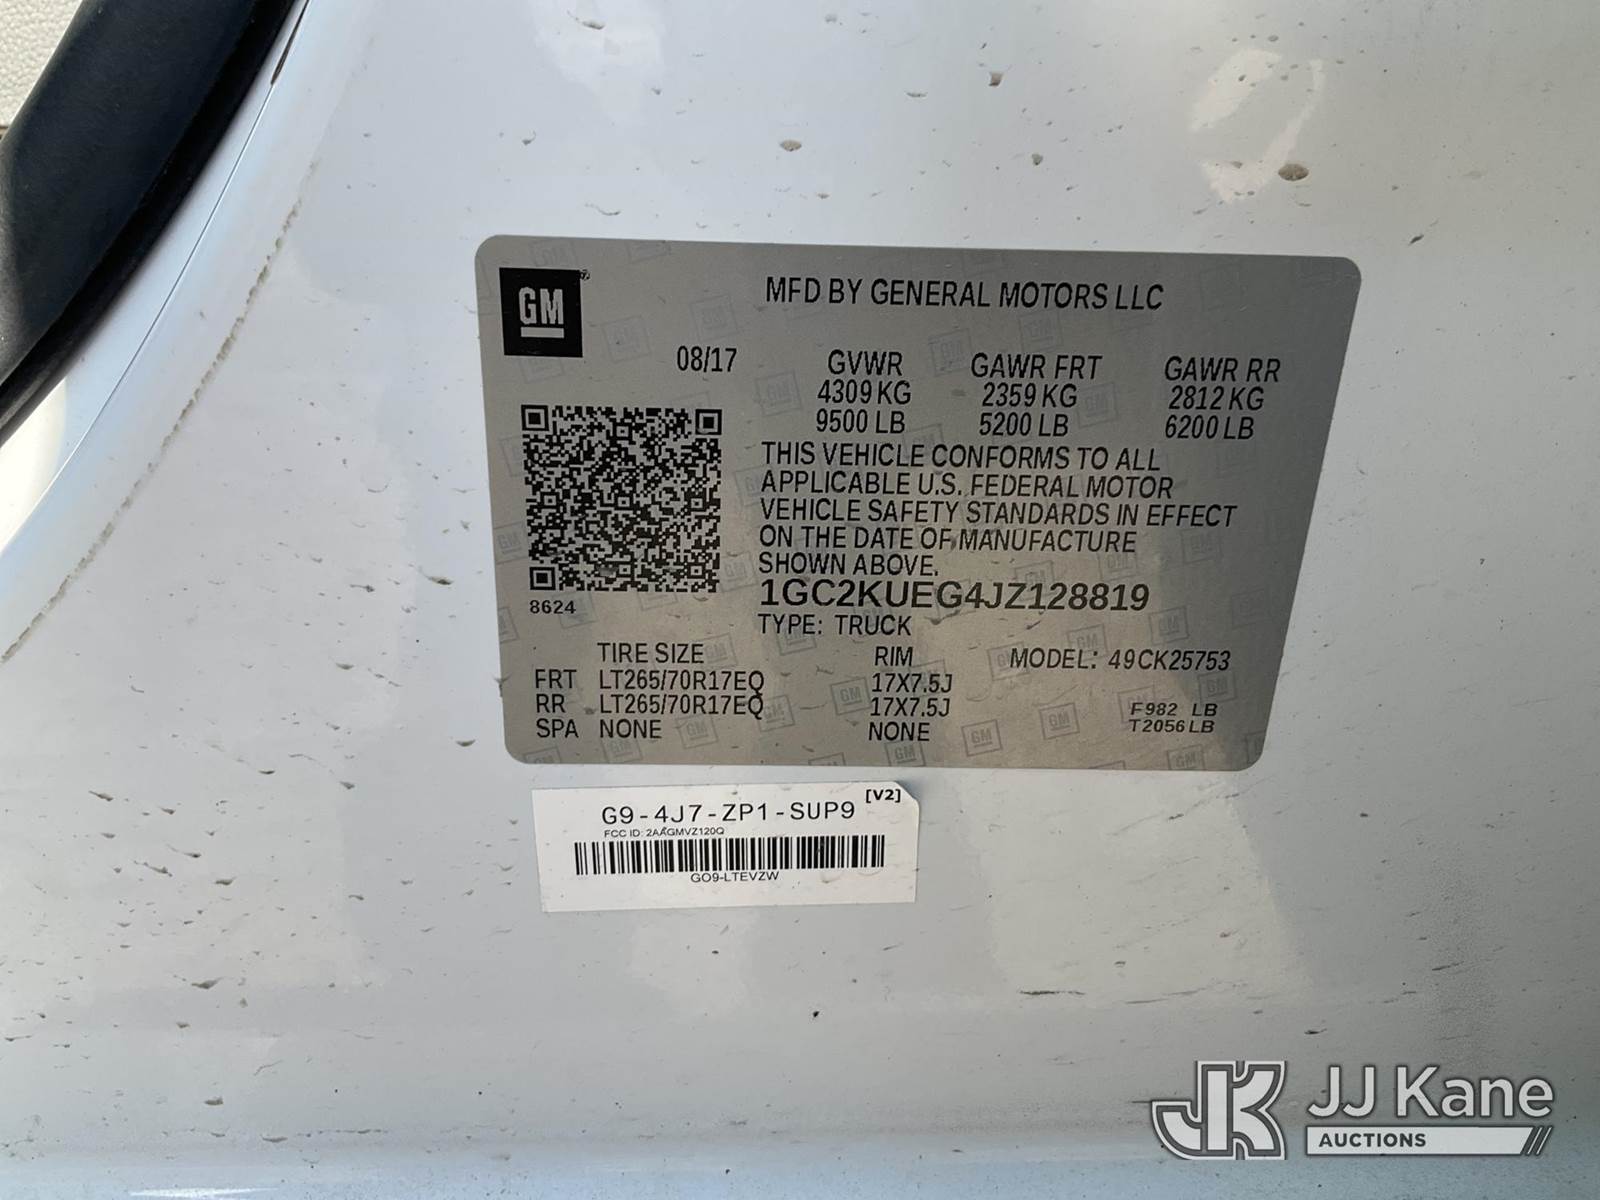 GM
MFD BY GENERAL MOTORS LLC
08/17
GVWR GAWR FRT GAWR RR
4309 KG 2359 KG 2812 KG
9500 LB 5200 LB 6200 LB
THIS VEHICLE CONFORMS TO ALL
APPLICABLE U.S. FEDERAL MOTOR
VEHICLE SAFETY STANDARDS IN EFFECT
ON THE DATE OF MANUFACTURE
SHOWN ABOVE.
8624
1GC2KUEG4JZ128819
TYPE: TRUCK
TIRE SIZE RIM MODEL: 49CK25753
FRT LT265/70R17EQ 17X7.5J
RR LT265/70R17EQ 17X7.5J F982 LB
SPA NONE NONE T2056 LB
G9-4J7-ZP1-SUP9 [V2]
FCC ID: 2AAGMVZ120Q
GO9-LTEVZW
JK JJ Kane
AUCTIONS